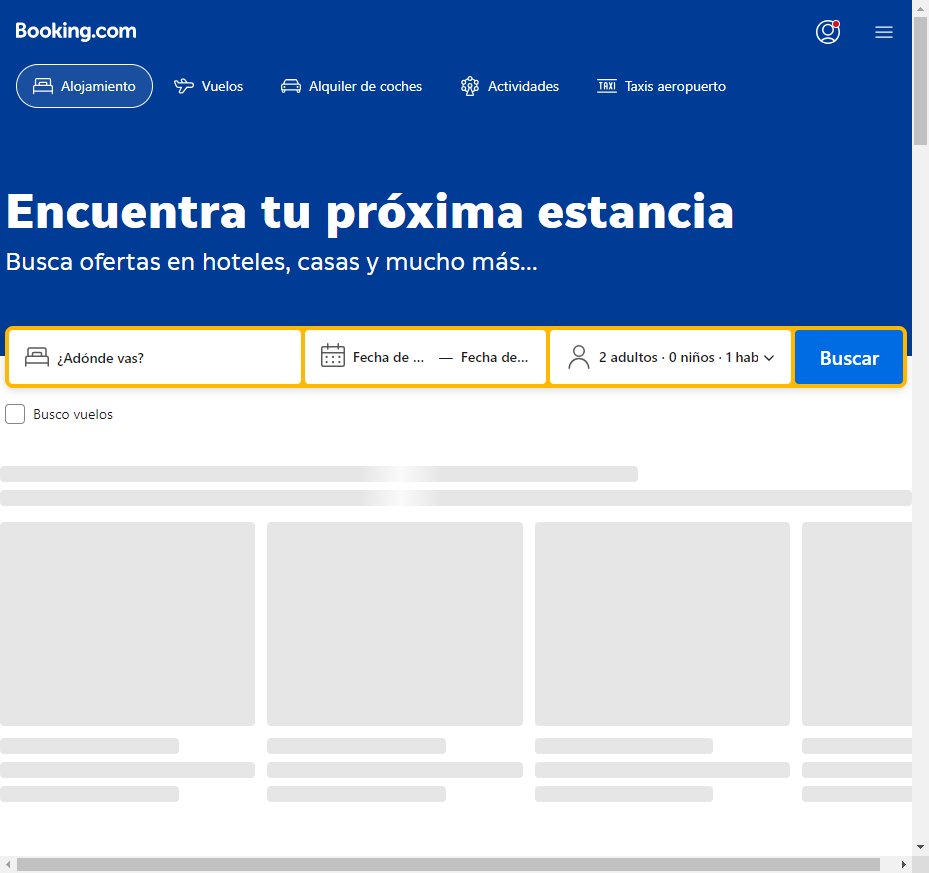 Booking.com
Alojamiento
Vuelos
Alquiler de coches
Actividades
TAXI Taxis aeropuerto
Encuentra tu próxima estancia
Busca ofertas en hoteles, casas y mucho más...
¿Adónde vas?
Fecha de ... — Fecha de...
2 adultos · 0 niños · 1 hab
Buscar
Busco vuelos